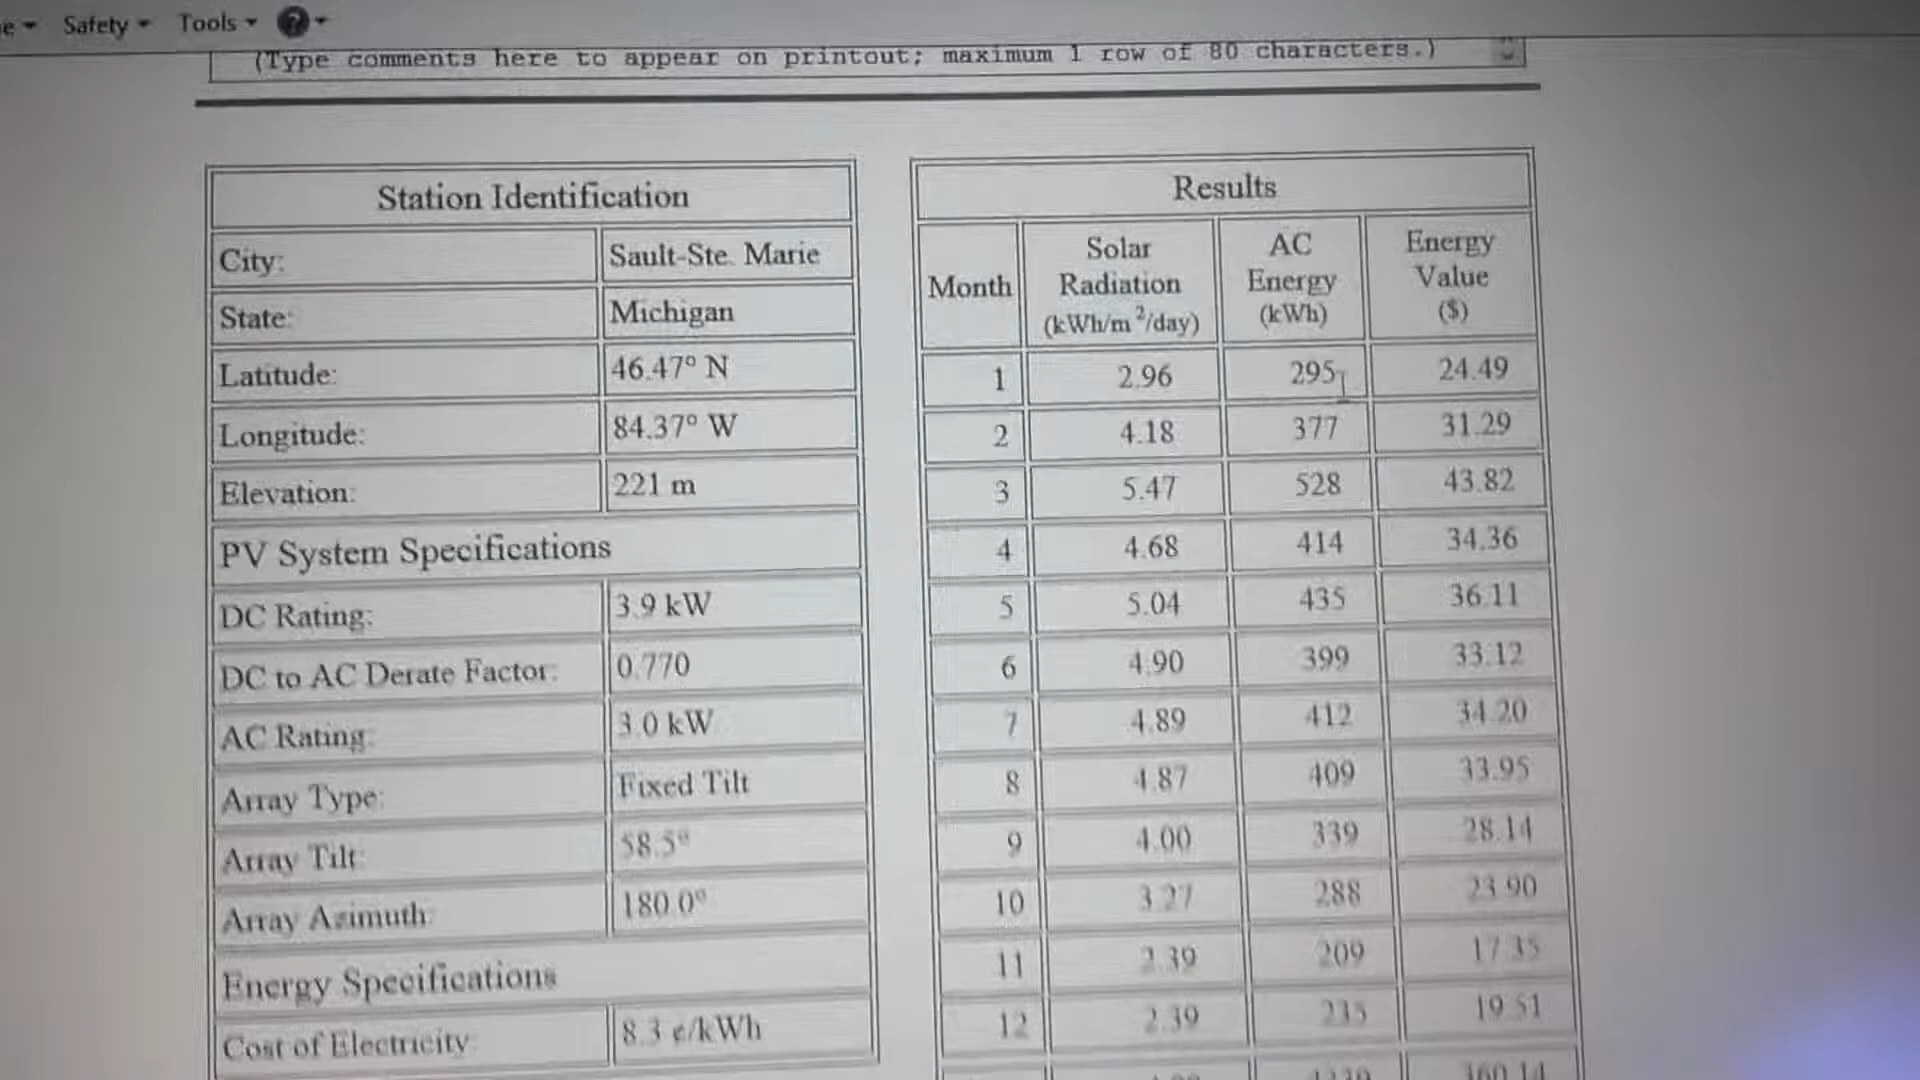 Safety Tools ?
(Type comments here to appear on printout; maximum 1 row of 80 characters.)
Station Identification
City: Sault-Ste. Marie
State: Michigan
Latitude: 46.47° N
Longitude: 84.37° W
Elevation: 221 m
PV System Specifications
DC Rating: 3.9 kW
DC to AC Derate Factor: 0.770
AC Rating: 3.0 kW
Array Type: Fixed Tilt
Array Tilt: 58.5°
Array Azimuth: 180.0°
Energy Specifications
Cost of Electricity: 8.3 ¢/kWh
Results
Month
Solar
Radiation
(kWh/m²/day)
AC
Energy
(kWh)
Energy
Value
($)
1 2.96 295 24.49
2 4.18 377 31.29
3 5.47 528 43.82
4 4.68 414 34.36
5 5.04 435 36.11
6 4.90 399 33.12
7 4.89 412 34.20
8 4.87 409 33.95
9 4.00 339 28.14
10 3.27 288 23.90
11 2.39 209 17.35
12 2.39 235 19.51
360.14